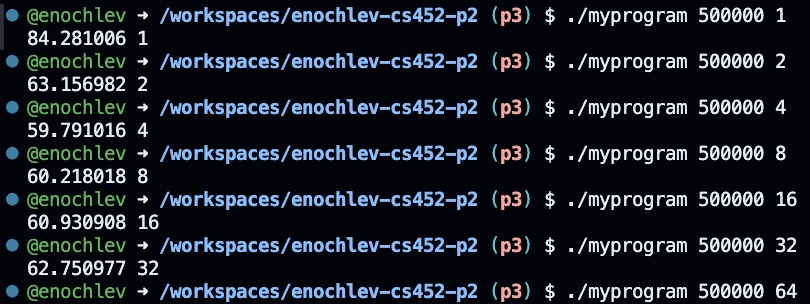 @enochlev ➜ /workspaces/enochlev-cs452-p2 (p3) $ ./myprogram 500000 1
84.281006 1
@enochlev ➜ /workspaces/enochlev-cs452-p2 (p3) $ ./myprogram 500000 2
63.156982 2
@enochlev ➜ /workspaces/enochlev-cs452-p2 (p3) $ ./myprogram 500000 4
59.791016 4
@enochlev ➜ /workspaces/enochlev-cs452-p2 (p3) $ ./myprogram 500000 8
60.218018 8
@enochlev ➜ /workspaces/enochlev-cs452-p2 (p3) $ ./myprogram 500000 16
60.930908 16
@enochlev ➜ /workspaces/enochlev-cs452-p2 (p3) $ ./myprogram 500000 32
62.750977 32
@enochlev ➜ /workspaces/enochlev-cs452-p2 (p3) $ ./myprogram 500000 64